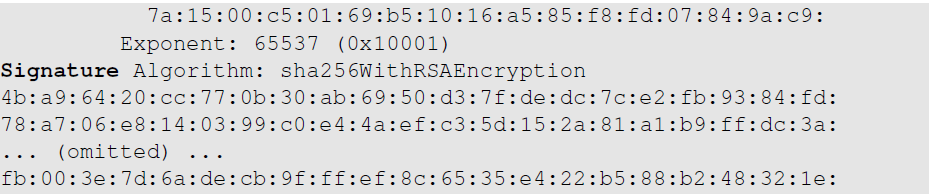 7a:15:00:c5:01:69:b5:10:16:a5:85:f8:fd:07:84:9a:c9:
Exponent: 65537 (0x10001)
Signature Algorithm: sha256WithRSAEncryption
4b:a9:64:20:cc:77:0b:30:ab:69:50:d3:7f:de:dc:7c:e2:fb:93:84:fd:
78:a7:06:e8:14:03:99:c0:e4:4a:ef:c3:5d:15:2a:81:a1:b9:ff:dc:3a:
... (omitted) ...
fb:00:3e:7d:6a:de:cb:9f:ff:ef:8c:65:35:e4:22:b5:88:b2:48:32:1e: